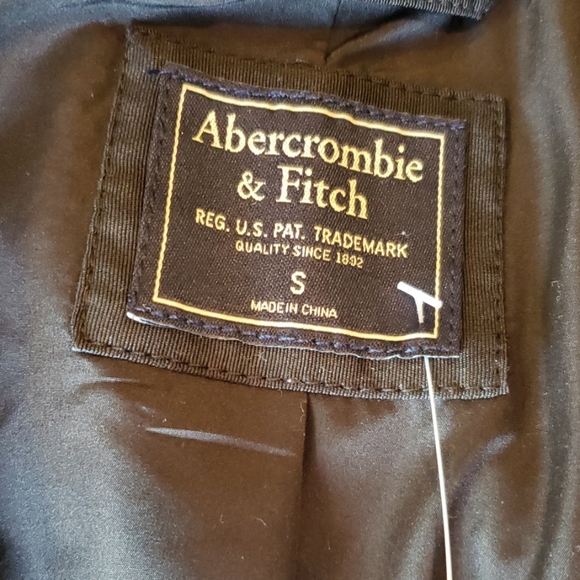 Abercrombie
& Fitch
REG. U.S. PAT. TRADEMARK
QUALITY SINCE 1892
S
MADE IN CHINA